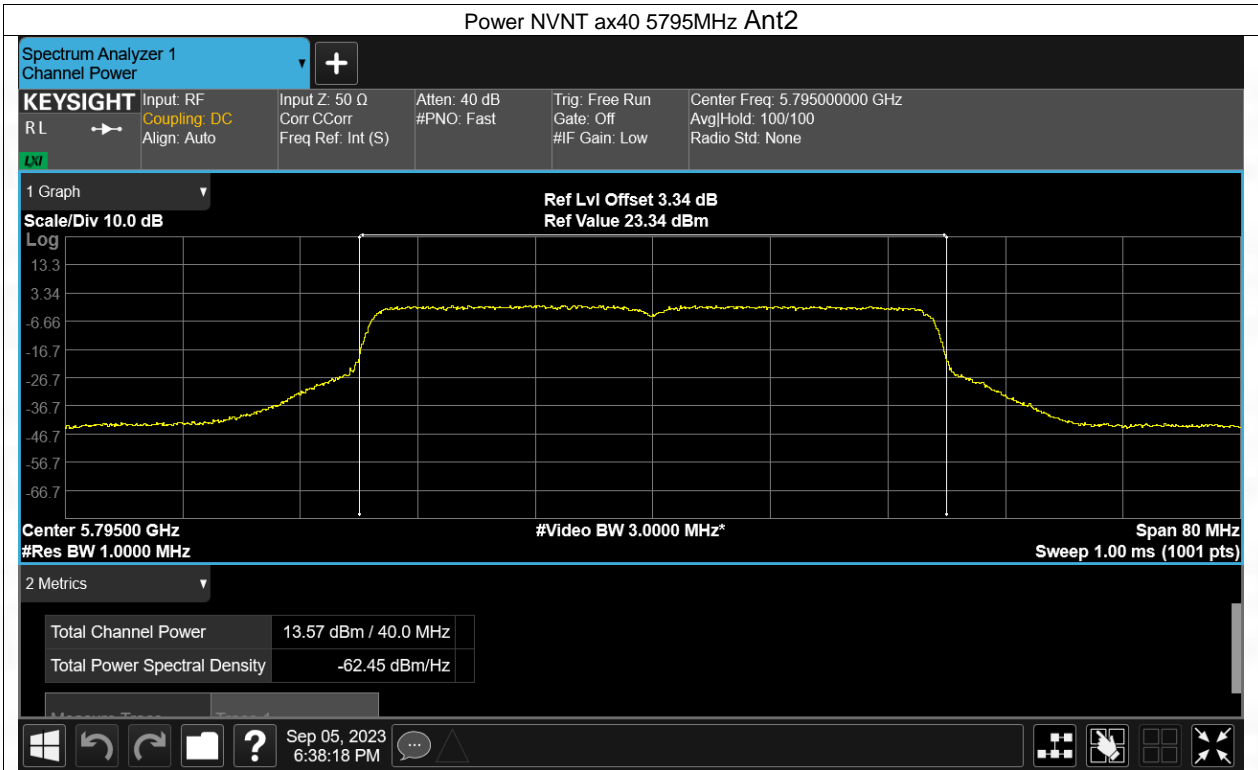 Power NVNT ax40 5795MHz Ant2
Spectrum Analyzer 1
Channel Power
+
KEYSIGHT
R L
LXI
Input: RF
Coupling: DC
Align: Auto
Input Z: 50 Ω
Corr CCorr
Freq Ref: Int (S)
Atten: 40 dB
#PNO: Fast
Trig: Free Run
Gate: Off
#IF Gain: Low
Center Freq: 5.795000000 GHz
Avg|Hold: 100/100
Radio Std: None
1 Graph
Scale/Div 10.0 dB
Ref Lvl Offset 3.34 dB
Ref Value 23.34 dBm
Log
13.3
3.34
-6.66
-16.7
-26.7
-36.7
-46.7
-56.7
-66.7
Center 5.79500 GHz
#Res BW 1.0000 MHz
#Video BW 3.0000 MHz*
Span 80 MHz
Sweep 1.00 ms (1001 pts)
2 Metrics
Total Channel Power 13.57 dBm / 40.0 MHz
Total Power Spectral Density -62.45 dBm/Hz
?
Sep 05, 2023
6:38:18 PM